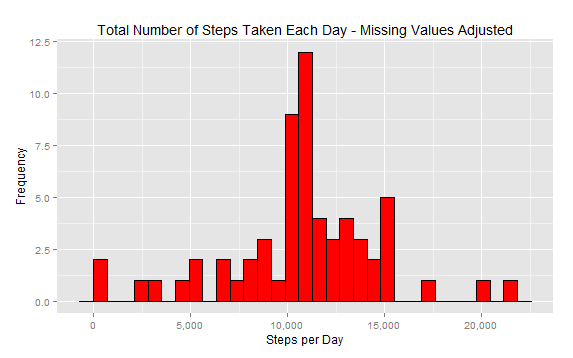 Total Number of Steps Taken Each Day - Missing Values Adjusted
12.5
10.0
7.5
5.0
2.5
0.0
Frequency
0 5,000 10,000 15,000 20,000
Steps per Day